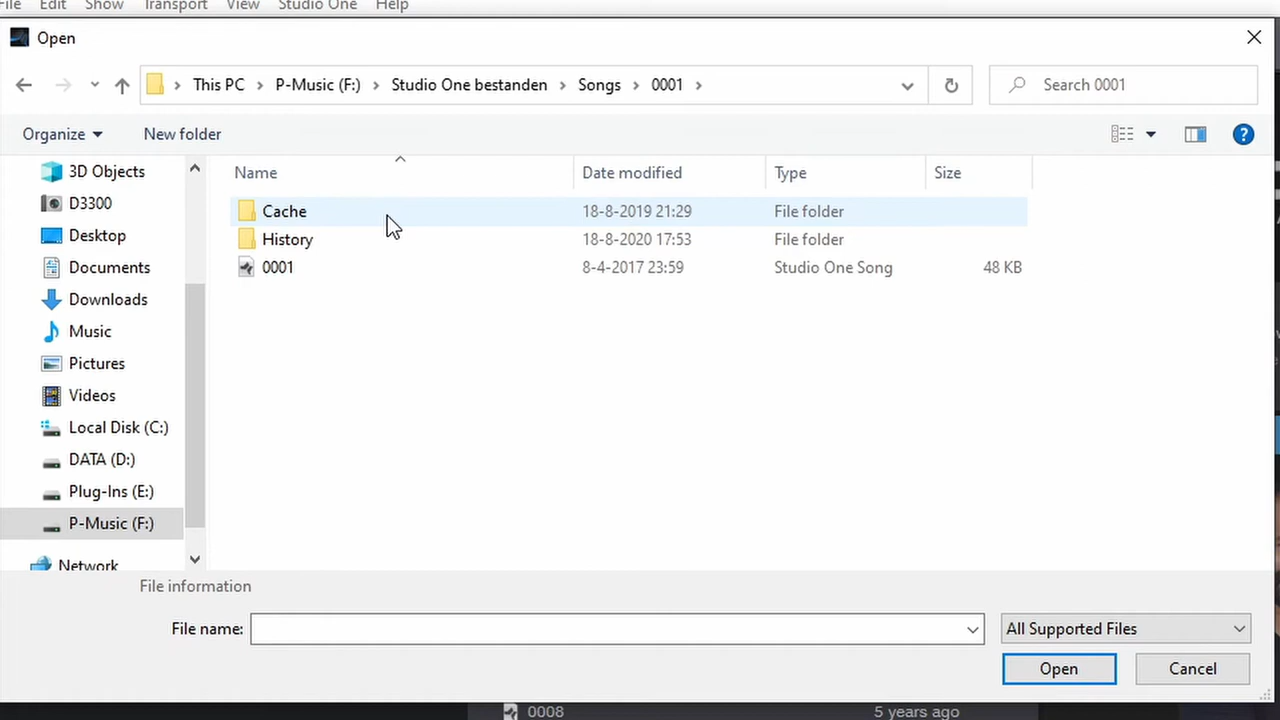 File Edit Show Transport View Studio One Help
Open
This PC P-Music (F:) Studio One bestanden Songs 0001
Search 0001
Organize New folder
Name Date modified Type Size
Cache 18-8-2019 21:29 File folder
History 18-8-2020 17:53 File folder
0001 8-4-2017 23:59 Studio One Song 48 KB
3D Objects
D3300
Desktop
Documents
Downloads
Music
Pictures
Videos
Local Disk (C:)
DATA (D:)
Plug-Ins (E:)
P-Music (F:)
Network
File information
File name:
All Supported Files
Open Cancel
0008 5 years ago